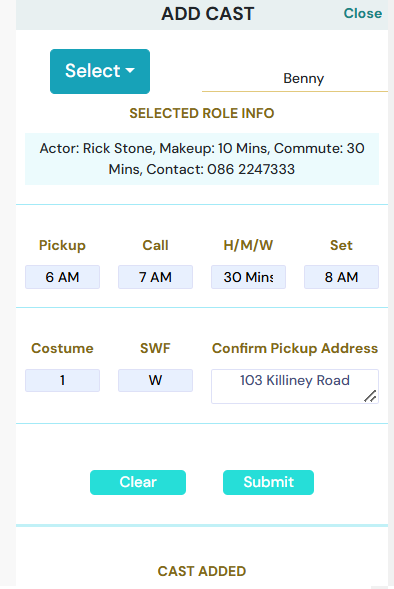 ADD CAST Close
Select
Benny
SELECTED ROLE INFO
Actor: Rick Stone, Makeup: 10 Mins, Commute: 30
Mins, Contact: 086 2247333
Pickup Call H/M/W Set
6 AM 7 AM 30 Mins 8 AM
Costume SWF Confirm Pickup Address
1 W 103 Killiney Road
Clear Submit
CAST ADDED